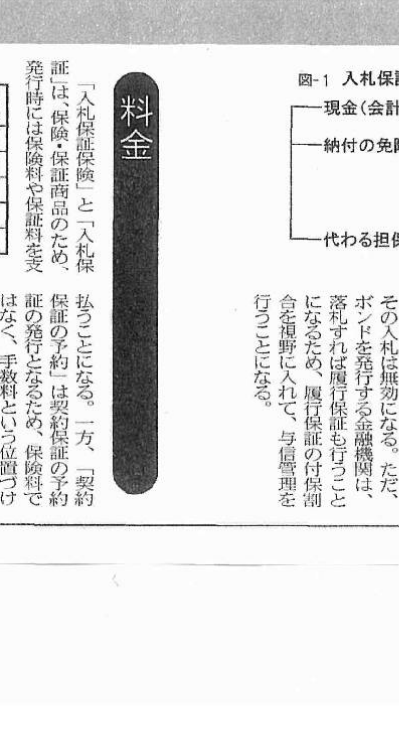 図-1 入札保
現金(会計
納付の免
代わる担
その入札は無効になる。ただ、
ボンドを発行する金融機関は、
落札すれば履行保証も行うこと
になるため、履行保証の付保割
合を視野に入れて、与信管理を
行うことになる。
料金
「入札保証保険」と「入札保
証」は、保険・保証商品のため、
発行時には保険料や保証料を支
払うことになる。一方、「契約
保証の予約」は契約保証の予約
証の発行となるため、保険料で
はなく、手数料という位置づけ